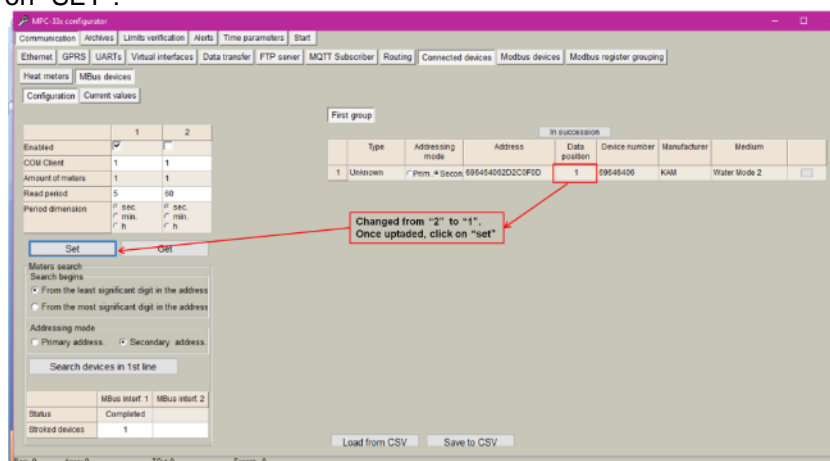 on "SET".
MPC-33x configurator
Communication Archives Limits verification Alerts Time parameters Start
Ethernet GPRS UARTs Virtual interfaces Data transfer FTP server MQTT Subscriber Routing Connected devices Modbus devices Modbus register grouping
Heat meters MBus devices
Configuration Current values
First group
1 2
In succession
Enabled
Type Addressing mode Address Data position Device number Manufacturer Medium
COM Client 1 1
1 Unknown Prim. Secon. 696464062D2C0F0D 1 69646406 KAM Water Mode 2
Amount of meters 1 1
Read period 5 60
Period dimension sec. sec.
min. min.
h h
Changed from "2" to "1".
Once uptaded, click on "set"
Set Get
Meters search
Search begins
From the least significant digit in the address
From the most significant digit in the address
Addressing mode
Primary address. Secondary address.
Search devices in 1st line
MBus interf. 1 MBus interf. 2
Status Completed
Stroked devices 1
Load from CSV Save to CSV